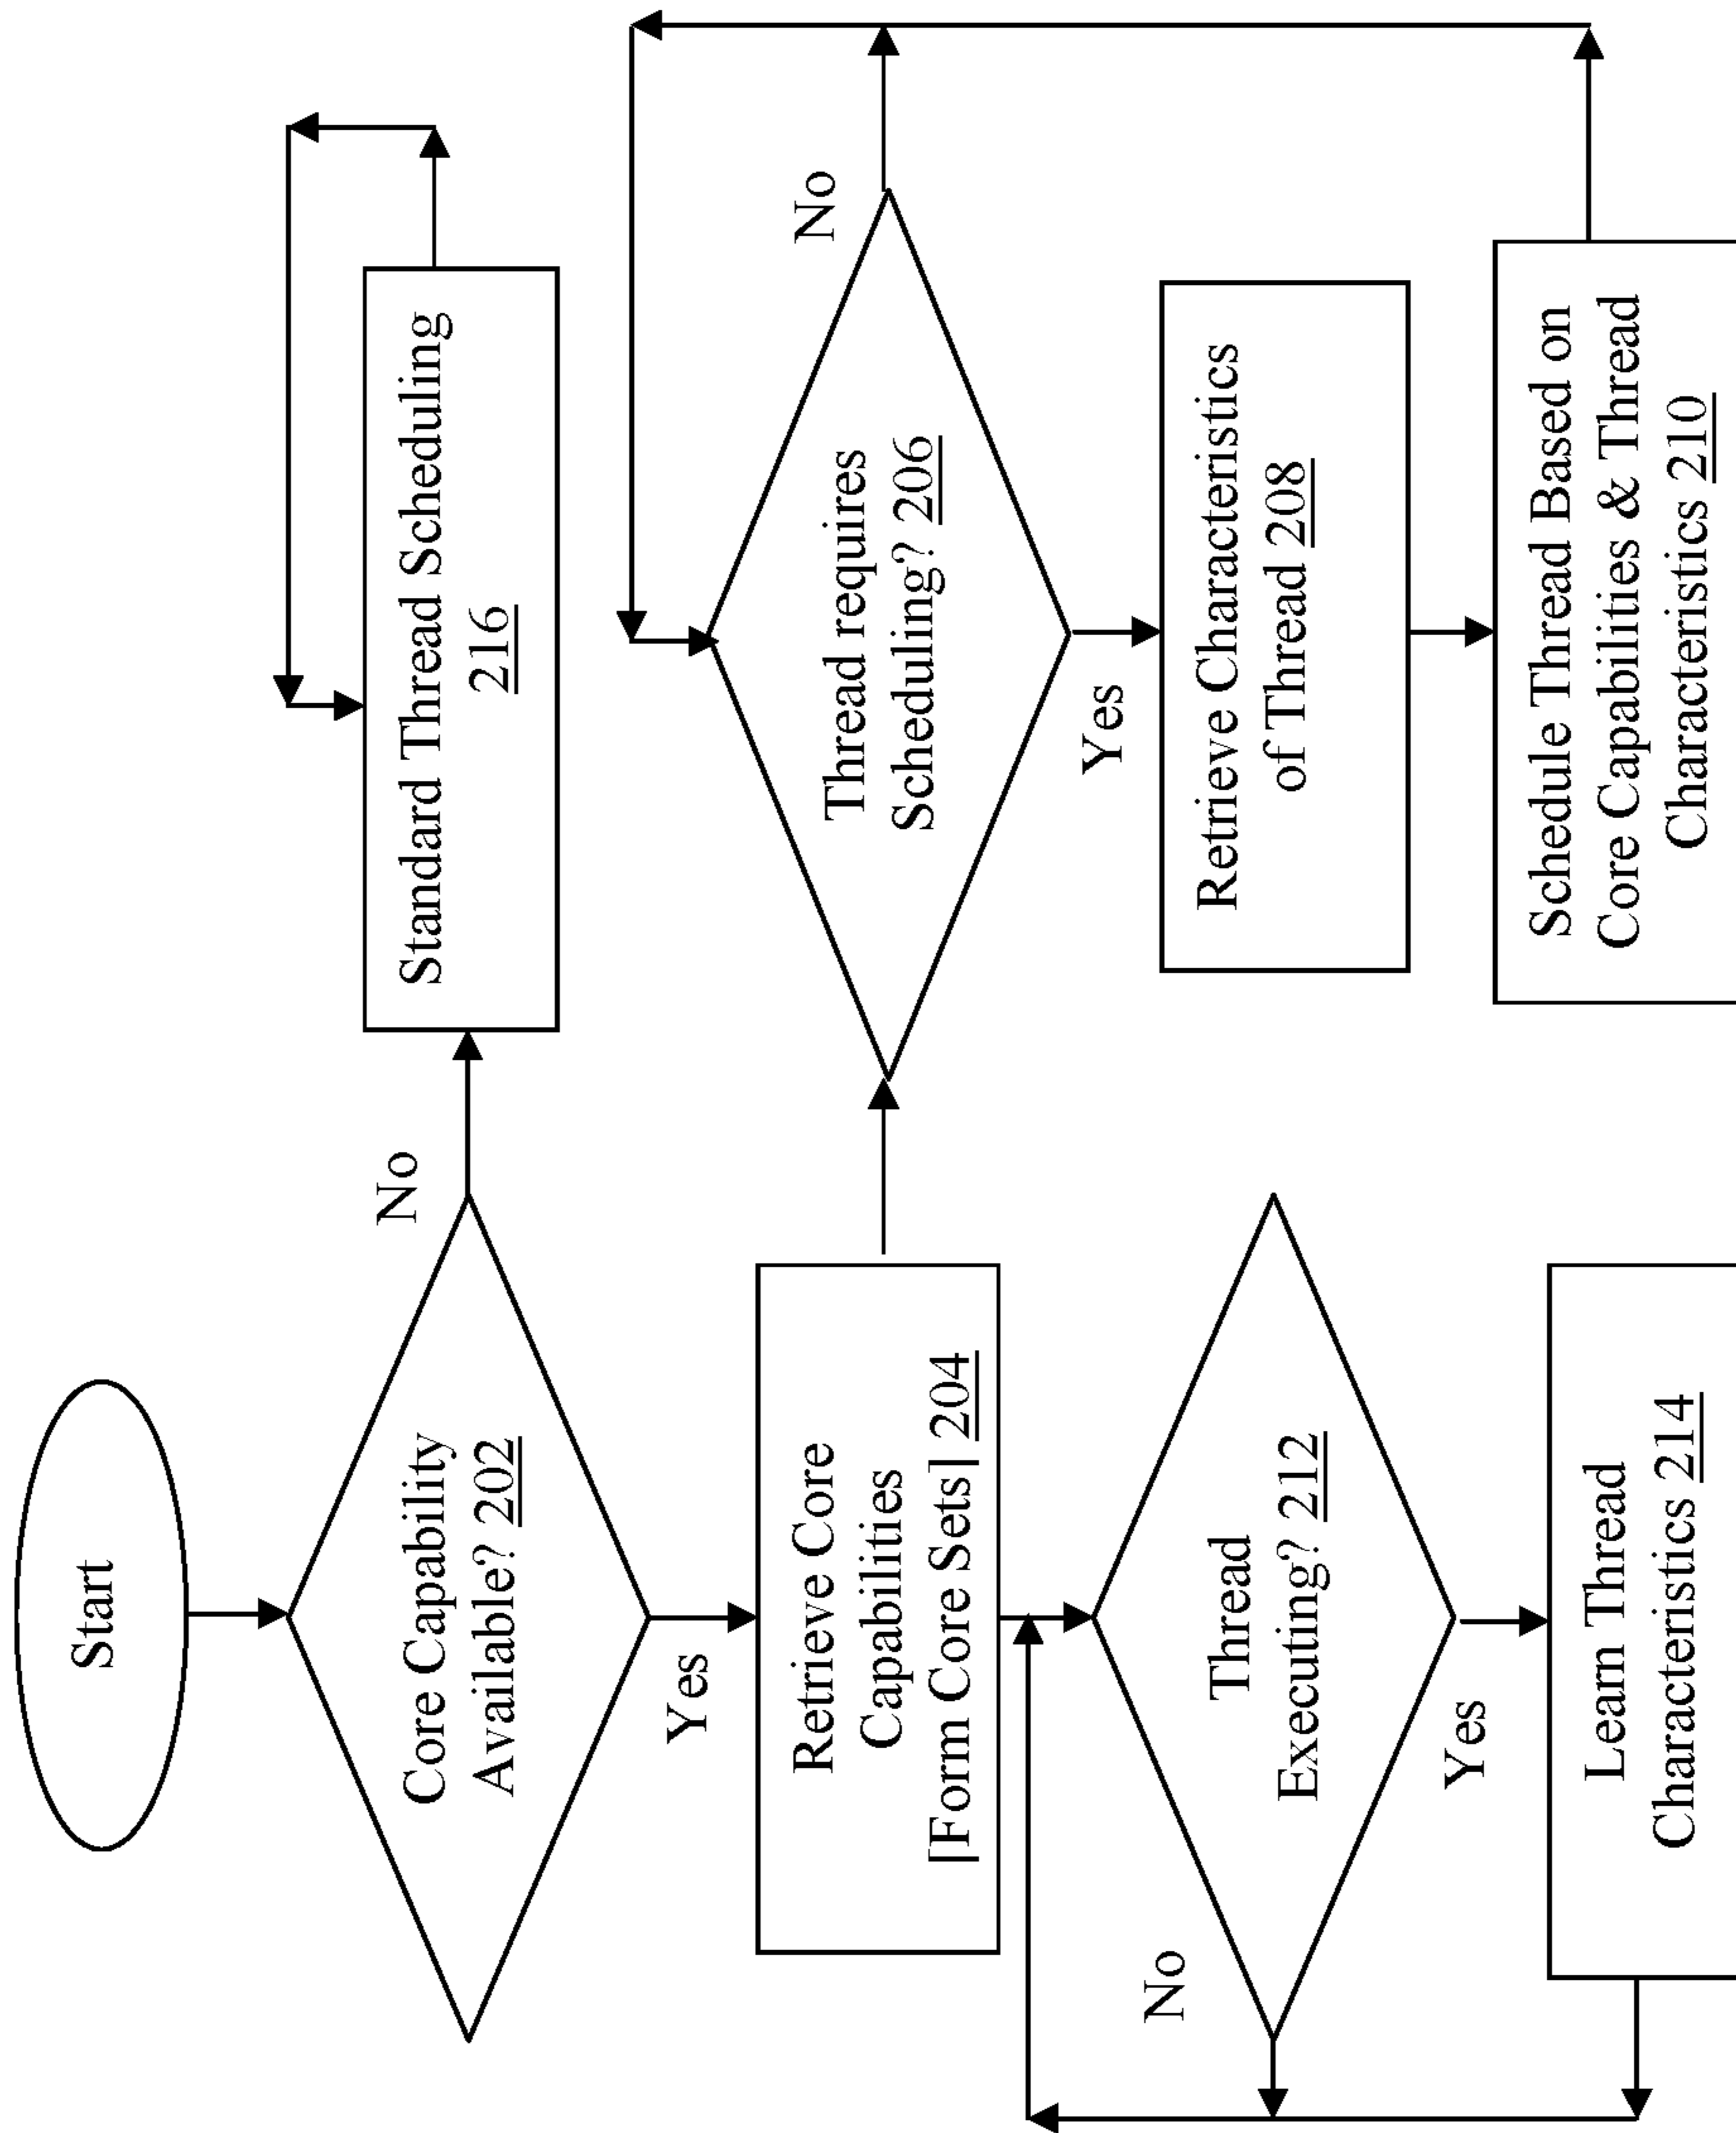 Start
Core Capability
Available? 202
No
Yes
Standard Thread Scheduling
216
Retrieve Core
Capabilities
[Form Core Sets] 204
Thread requires
Scheduling? 206
No
Yes
Thread
Executing? 212
No
Yes
Retrieve Characteristics
of Thread 208
Learn Thread
Characteristics 214
Schedule Thread Based on
Core Capabilities & Thread
Characteristics 210